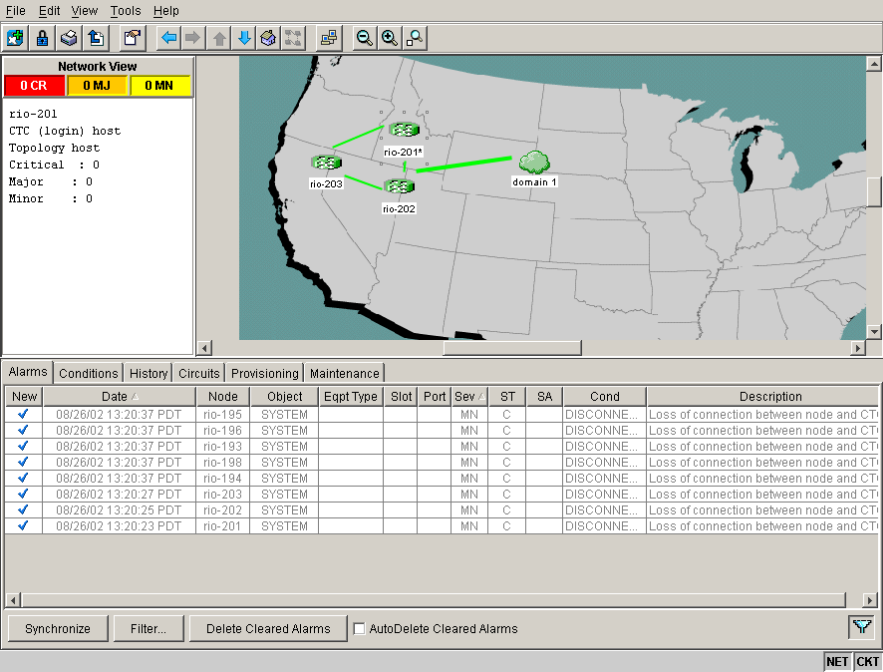 File Edit View Tools Help
Network View
0 CR 0 MJ 0 MN
rio-201
CTC (login) host
Topology host
Critical : 0
Major : 0
Minor : 0
rio-201*
rio-203
domain 1
rio-202
Alarms Conditions History Circuits Provisioning Maintenance
New Date Node Object Eqpt Type Slot Port Sev ST SA Cond Description
08/26/02 13:20:37 PDT rio-195 SYSTEM MN C DISCONNE... Loss of connection between node and CT
08/26/02 13:20:37 PDT rio-196 SYSTEM MN C DISCONNE... Loss of connection between node and CT
08/26/02 13:20:37 PDT rio-193 SYSTEM MN C DISCONNE... Loss of connection between node and CT
08/26/02 13:20:37 PDT rio-198 SYSTEM MN C DISCONNE... Loss of connection between node and CT
08/26/02 13:20:37 PDT rio-194 SYSTEM MN C DISCONNE... Loss of connection between node and CT
08/26/02 13:20:27 PDT rio-203 SYSTEM MN C DISCONNE... Loss of connection between node and CT
08/26/02 13:20:25 PDT rio-202 SYSTEM MN C DISCONNE... Loss of connection between node and CT
08/26/02 13:20:23 PDT rio-201 SYSTEM MN C DISCONNE... Loss of connection between node and CT
Synchronize Filter... Delete Cleared Alarms AutoDelete Cleared Alarms
NET CKT